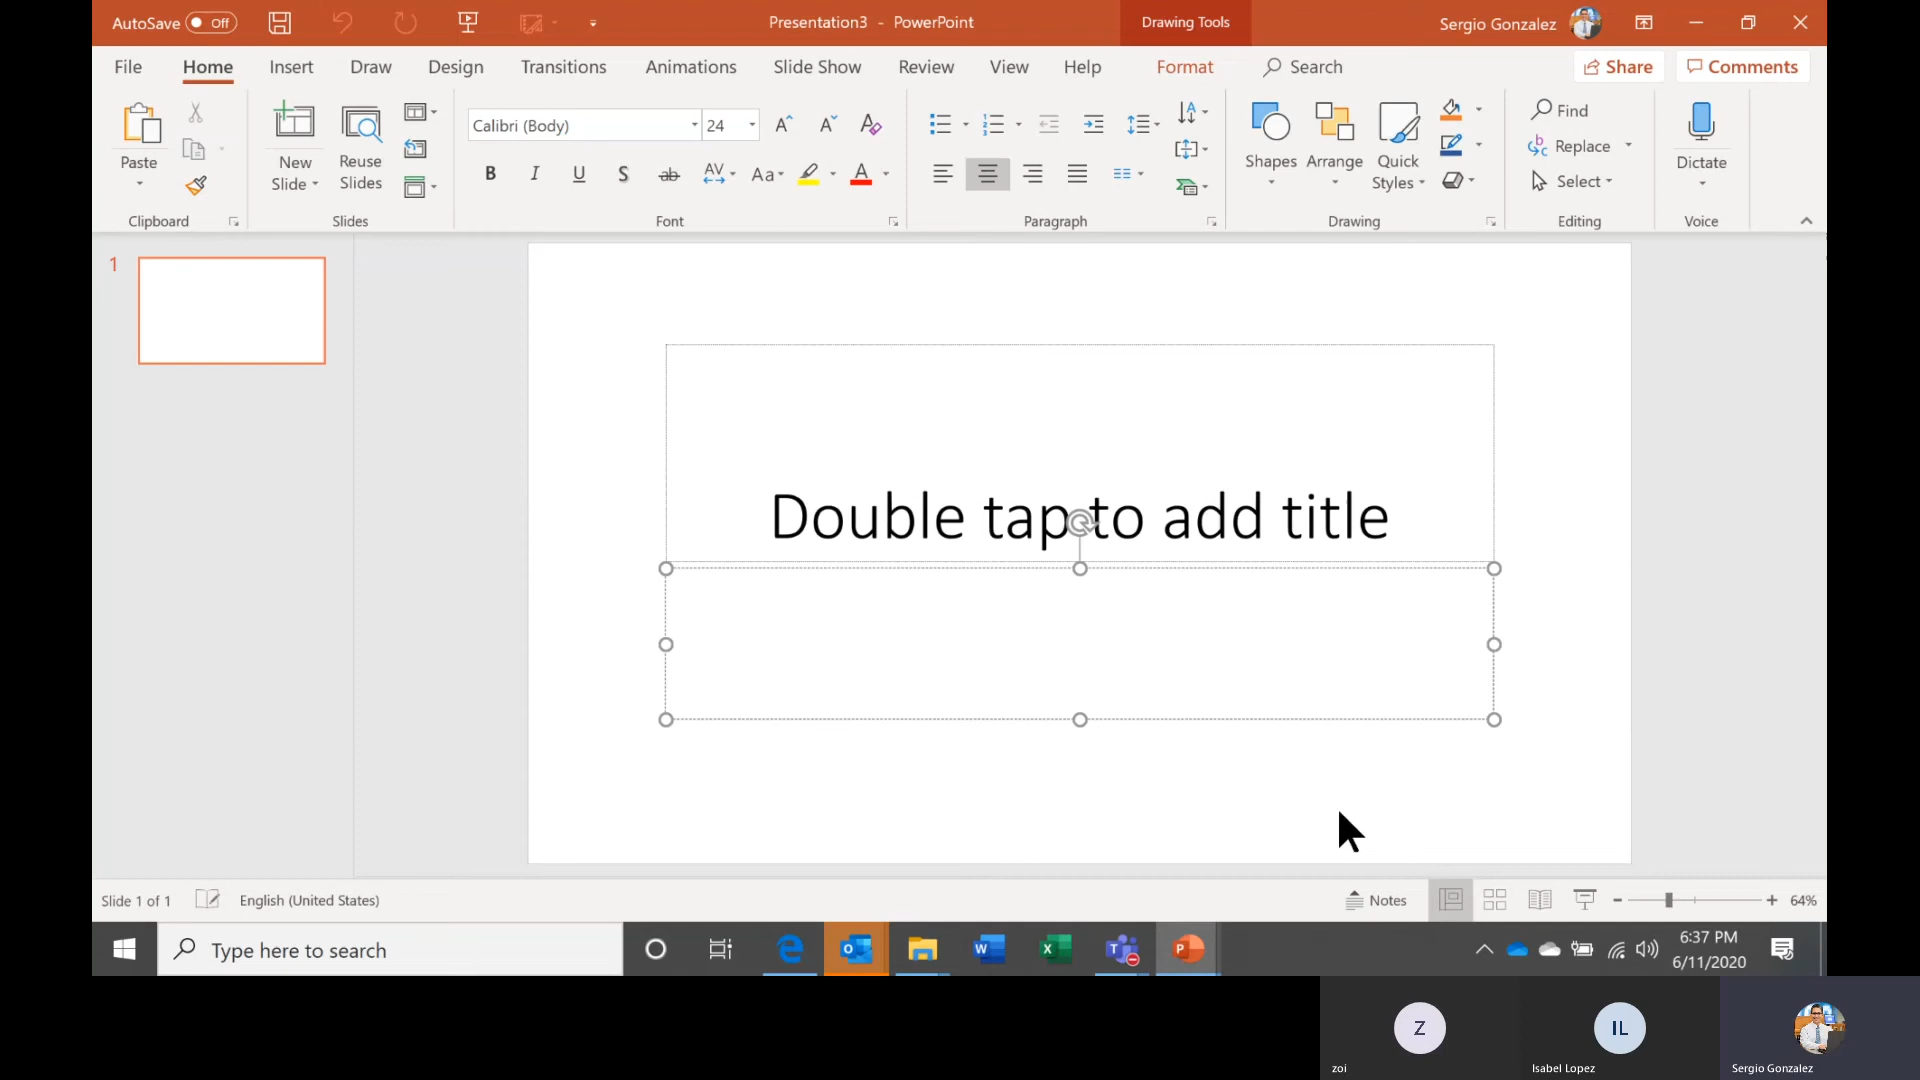 AutoSave Off
Presentation3 - PowerPoint
Drawing Tools
Sergio Gonzalez
File Home Insert Draw Design Transitions Animations Slide Show Review View Help Format Search Share Comments
Paste
New Slide
Reuse Slides
Calibri (Body) 24
B I U S ab AV Aa A
Shapes
Arrange
Quick Styles
Find
Replace
Select
Dictate
Clipboard Slides Font Paragraph Drawing Editing Voice
1
Double tap to add title
Slide 1 of 1 English (United States) Notes 64%
Type here to search
6:37 PM
6/11/2020
Z IL
zoi Isabel Lopez Sergio Gonzalez